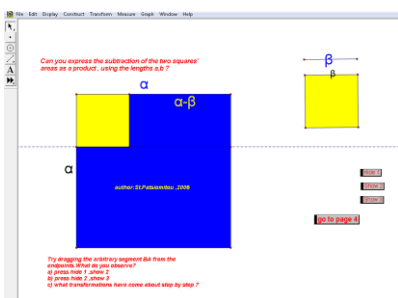 File Edit Display Construct Transform Measure Graph Window Help
Can you express the subtraction of the two squares'
areas as a product, using the lengths a,b ?
α
β
β
α-β
α
A
author: St.Patsiomitou ,2006
hide 1
show 2
show 3
go to page 4
Try dragging the arbitrary segment BA from the
endpoints.What do you observe?
a) press hide 1 ,show 2
b) press hide 2 ,show 3
c) what transformations have come about step by step ?